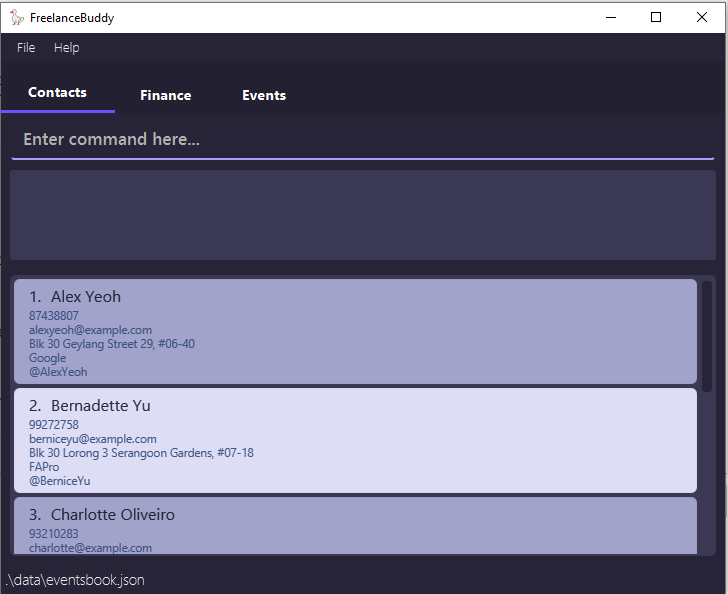 FreelanceBuddy
File Help
Contacts Finance Events
Enter command here...
1. Alex Yeoh
87438807
alexyeoh@example.com
Blk 30 Geylang Street 29, #06-40
Google
@AlexYeoh
2. Bernadette Yu
99272758
berniceyu@example.com
Blk 30 Lorong 3 Serangoon Gardens, #07-18
FAPro
@BerniceYu
3. Charlotte Oliveiro
93210283
charlotte@example.com
.\data\eventsbook.json